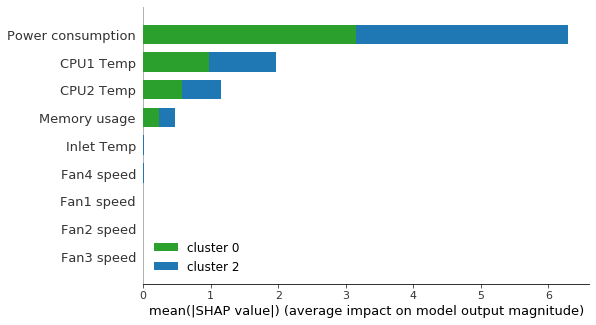 Power consumption
CPU1 Temp
CPU2 Temp
Memory usage
Inlet Temp
Fan4 speed
Fan1 speed
Fan2 speed
Fan3 speed
cluster 0
cluster 2
0 1 2 3 4 5 6
mean(|SHAP value|) (average impact on model output magnitude)